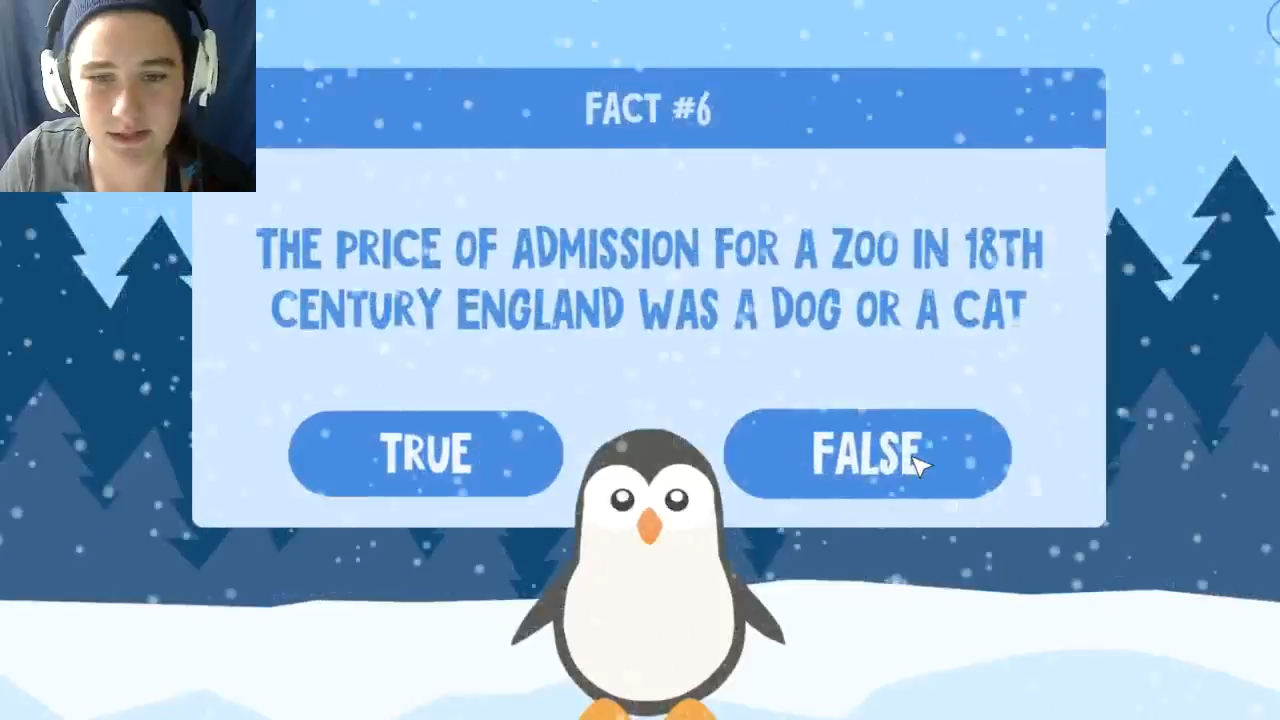 FACT #6
THE PRICE OF ADMISSION FOR A ZOO IN 18TH
CENTURY ENGLAND WAS A DOG OR A CAT
TRUE
FALSE